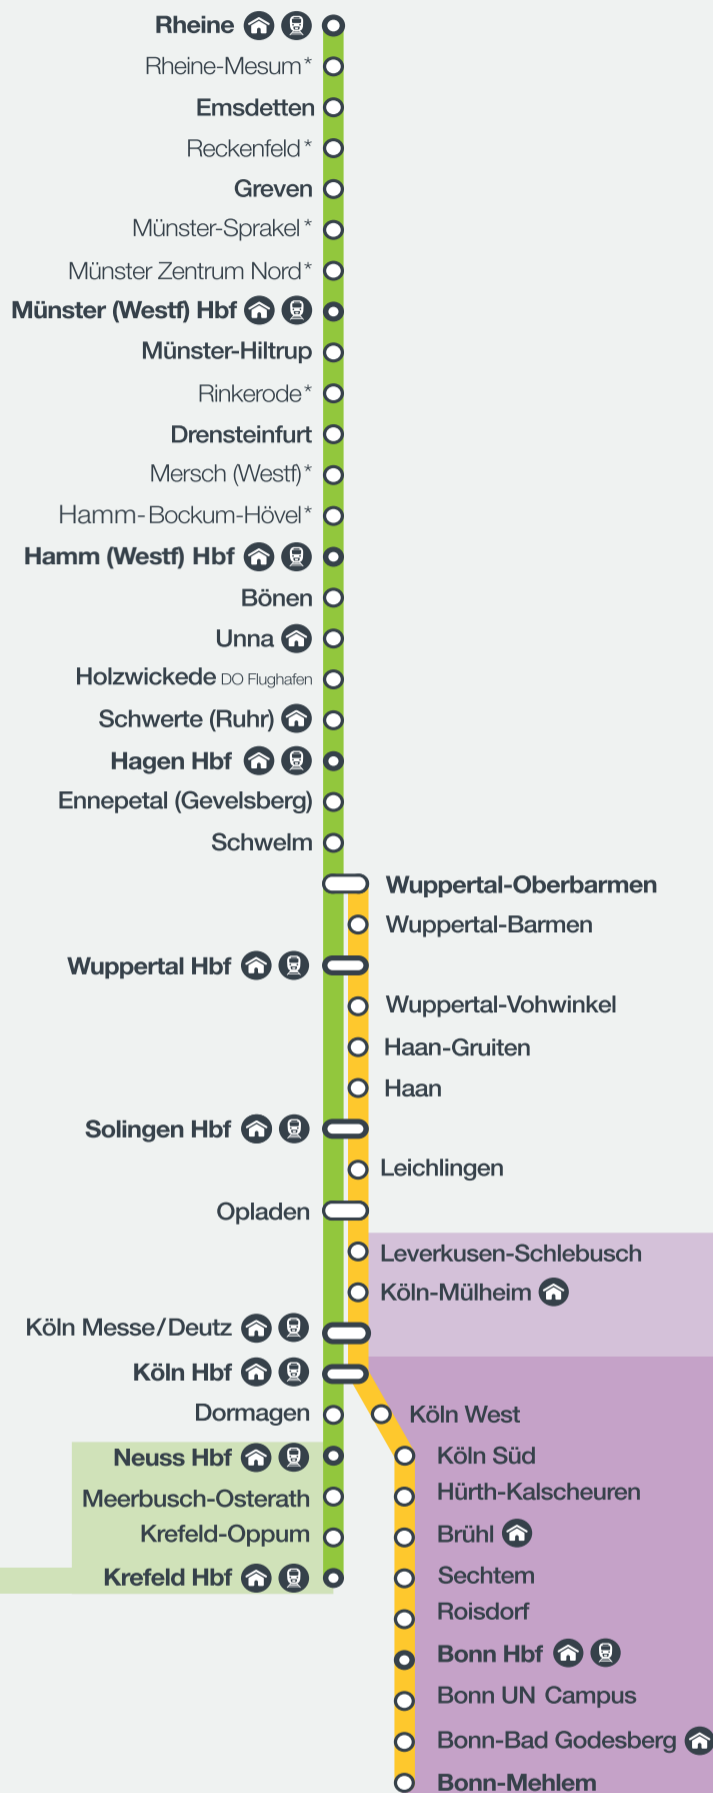 Rheine
Rheine-Mesum*
Emsdetten
Reckenfeld*
Greven
Münster-Sprakel*
Münster Zentrum Nord*
Münster (Westf) Hbf
Münster-Hiltrup
Rinkerode*
Drensteinfurt
Mersch (Westf)*
Hamm-Bockum-Hövel*
Hamm (Westf) Hbf
Bönen
Unna
Holzwickede DO Flughafen
Schwerte (Ruhr)
Hagen Hbf
Ennepetal (Gevelsberg)
Schwelm
Wuppertal-Oberbarmen
Wuppertal-Barmen
Wuppertal Hbf
Wuppertal-Vohwinkel
Haan-Gruiten
Haan
Solingen Hbf
Leichlingen
Opladen
Leverkusen-Schlebusch
Köln-Mülheim
Köln Messe/Deutz
Köln Hbf
Dormagen
Köln West
Neuss Hbf
Köln Süd
Meerbusch-Osterath
Hürth-Kalscheuren
Krefeld-Oppum
Brühl
Krefeld Hbf
Sechtem
Roisdorf
Bonn Hbf
Bonn UN Campus
Bonn-Bad Godesberg
Bonn-Mehlem